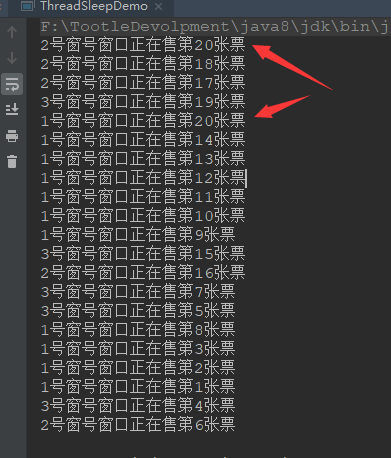 ThreadSleepDemo
F:\TootleDevolpment\java8\jdk\bin\j
2号窗号窗口正在售第20张票
2号窗号窗口正在售第18张票
2号窗号窗口正在售第17张票
3号窗号窗口正在售第19张票
1号窗号窗口正在售第20张票
1号窗号窗口正在售第14张票
1号窗号窗口正在售第13张票
1号窗号窗口正在售第12张票
1号窗号窗口正在售第11张票
1号窗号窗口正在售第10张票
1号窗号窗口正在售第9张票
3号窗号窗口正在售第15张票
2号窗号窗口正在售第16张票
3号窗号窗口正在售第7张票
3号窗号窗口正在售第5张票
1号窗号窗口正在售第8张票
1号窗号窗口正在售第3张票
1号窗号窗口正在售第2张票
1号窗号窗口正在售第1张票
3号窗号窗口正在售第4张票
2号窗号窗口正在售第6张票